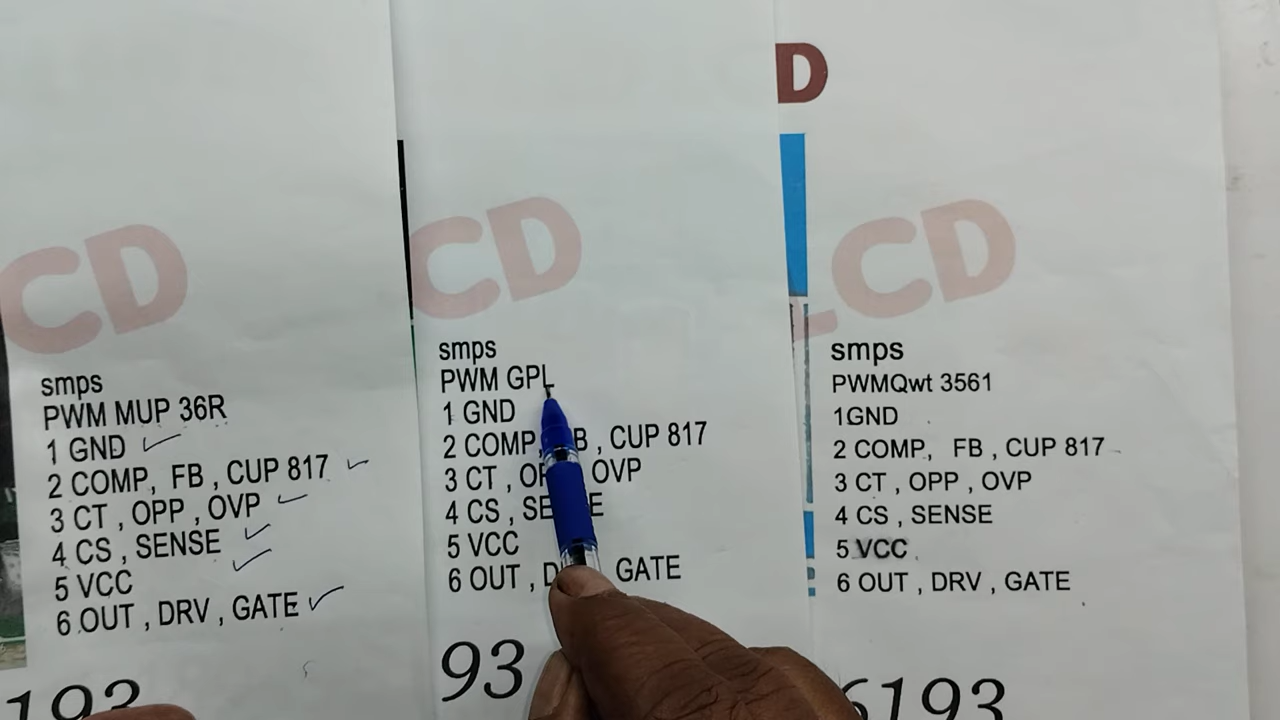 D
CD
smps
PWM MUP 36R
1 GND
2 COMP, FB , CUP 817
3 CT , OPP , OVP
4 CS , SENSE
5 VCC
6 OUT , DRV , GATE
193
CD
smps
PWM GPL
1 GND
2 COMP, B , CUP 817
3 CT , OVP
4 CS ,
5 VCC
6 OUT , GATE
93
LCD
smps
PWMQwt 3561
1GND
2 COMP, FB , CUP 817
3 CT , OPP , OVP
4 CS , SENSE
5 VCC
6 OUT , DRV , GATE
6193